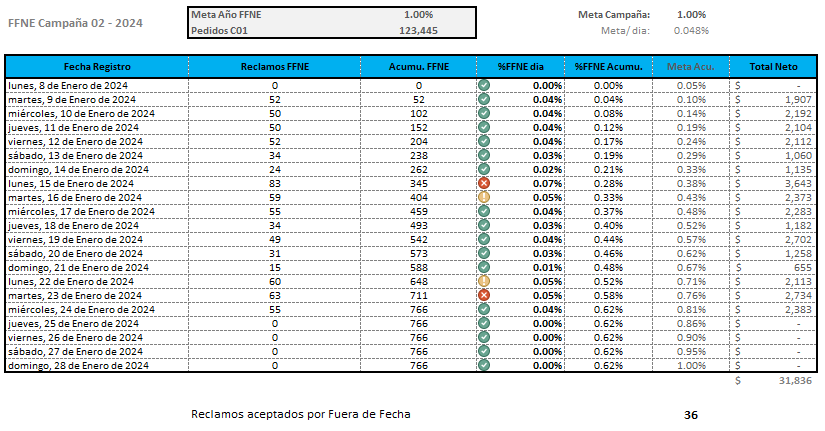 FFNE Campaña 02 - 2024
Meta Año FFNE 1.00%
Pedidos C01 123,445
Meta Campaña: 1.00%
Meta/ dia: 0.048%
Fecha Registro Reclamos FFNE Acumu. FFNE %FFNE dia %FFNE Acumu. Meta Acu. Total Neto
lunes, 8 de Enero de 2024 0 0 0.00% 0.00% 0.05% $ -
martes, 9 de Enero de 2024 52 52 0.04% 0.04% 0.10% $ 1,907
miércoles, 10 de Enero de 2024 50 102 0.04% 0.08% 0.14% $ 2,192
jueves, 11 de Enero de 2024 50 152 0.04% 0.12% 0.19% $ 2,104
viernes, 12 de Enero de 2024 52 204 0.04% 0.17% 0.24% $ 2,112
sábado, 13 de Enero de 2024 34 238 0.03% 0.19% 0.29% $ 1,060
domingo, 14 de Enero de 2024 24 262 0.02% 0.21% 0.33% $ 1,135
lunes, 15 de Enero de 2024 83 345 0.07% 0.28% 0.38% $ 3,643
martes, 16 de Enero de 2024 59 404 0.05% 0.33% 0.43% $ 2,373
miércoles, 17 de Enero de 2024 55 459 0.04% 0.37% 0.48% $ 2,283
jueves, 18 de Enero de 2024 34 493 0.03% 0.40% 0.52% $ 1,182
viernes, 19 de Enero de 2024 49 542 0.04% 0.44% 0.57% $ 2,702
sábado, 20 de Enero de 2024 31 573 0.03% 0.46% 0.62% $ 1,258
domingo, 21 de Enero de 2024 15 588 0.01% 0.48% 0.67% $ 655
lunes, 22 de Enero de 2024 60 648 0.05% 0.52% 0.71% $ 2,113
martes, 23 de Enero de 2024 63 711 0.05% 0.58% 0.76% $ 2,734
miércoles, 24 de Enero de 2024 55 766 0.04% 0.62% 0.81% $ 2,383
jueves, 25 de Enero de 2024 0 766 0.00% 0.62% 0.86% $ -
viernes, 26 de Enero de 2024 0 766 0.00% 0.62% 0.90% $ -
sábado, 27 de Enero de 2024 0 766 0.00% 0.62% 0.95% $ -
domingo, 28 de Enero de 2024 0 766 0.00% 0.62% 1.00% $ -
$ 31,836
Reclamos aceptados por Fuera de Fecha 36